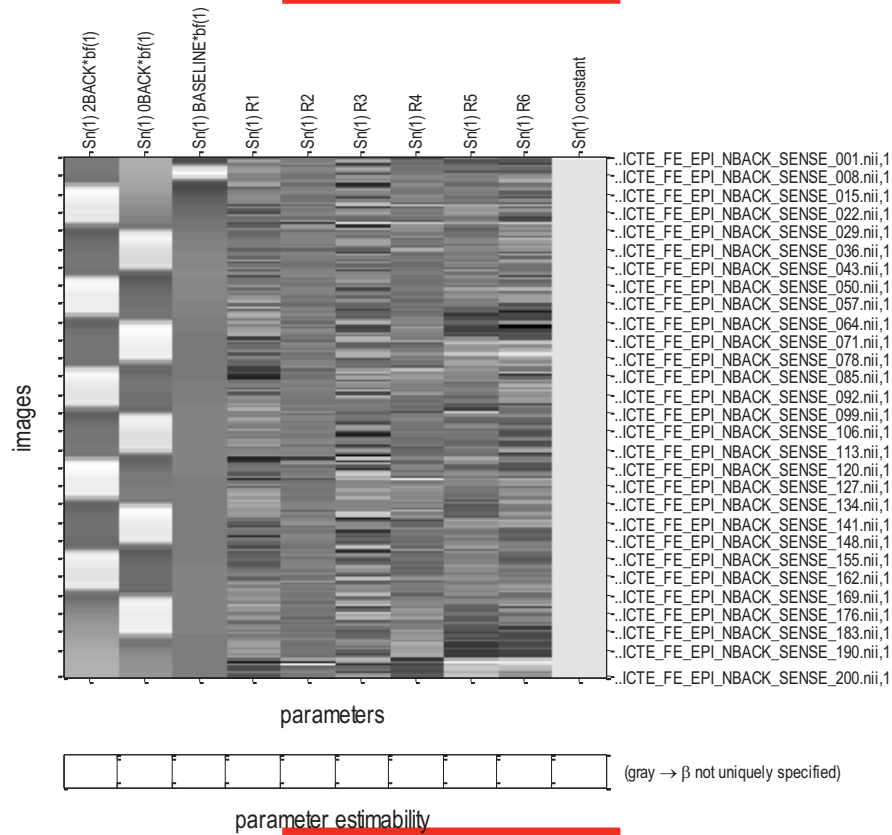 Sn(1) 2BACK*bf(1)
Sn(1) 0BACK*bf(1)
Sn(1) BASELINE*bf(1)
Sn(1) R1
Sn(1) R2
Sn(1) R3
Sn(1) R4
Sn(1) R5
Sn(1) R6
Sn(1) constant
images
..ICTE_FE_EPI_NBACK_SENSE_001.nii,1
..ICTE_FE_EPI_NBACK_SENSE_008.nii,1
..ICTE_FE_EPI_NBACK_SENSE_015.nii,1
..ICTE_FE_EPI_NBACK_SENSE_022.nii,1
..ICTE_FE_EPI_NBACK_SENSE_029.nii,1
..ICTE_FE_EPI_NBACK_SENSE_036.nii,1
..ICTE_FE_EPI_NBACK_SENSE_043.nii,1
..ICTE_FE_EPI_NBACK_SENSE_050.nii,1
..ICTE_FE_EPI_NBACK_SENSE_057.nii,1
..ICTE_FE_EPI_NBACK_SENSE_064.nii,1
..ICTE_FE_EPI_NBACK_SENSE_071.nii,1
..ICTE_FE_EPI_NBACK_SENSE_078.nii,1
..ICTE_FE_EPI_NBACK_SENSE_085.nii,1
..ICTE_FE_EPI_NBACK_SENSE_092.nii,1
..ICTE_FE_EPI_NBACK_SENSE_099.nii,1
..ICTE_FE_EPI_NBACK_SENSE_106.nii,1
..ICTE_FE_EPI_NBACK_SENSE_113.nii,1
..ICTE_FE_EPI_NBACK_SENSE_120.nii,1
..ICTE_FE_EPI_NBACK_SENSE_127.nii,1
..ICTE_FE_EPI_NBACK_SENSE_134.nii,1
..ICTE_FE_EPI_NBACK_SENSE_141.nii,1
..ICTE_FE_EPI_NBACK_SENSE_148.nii,1
..ICTE_FE_EPI_NBACK_SENSE_155.nii,1
..ICTE_FE_EPI_NBACK_SENSE_162.nii,1
..ICTE_FE_EPI_NBACK_SENSE_169.nii,1
..ICTE_FE_EPI_NBACK_SENSE_176.nii,1
..ICTE_FE_EPI_NBACK_SENSE_183.nii,1
..ICTE_FE_EPI_NBACK_SENSE_190.nii,1
..ICTE_FE_EPI_NBACK_SENSE_200.nii,1
parameters
(gray → β not uniquely specified)
parameter estimability